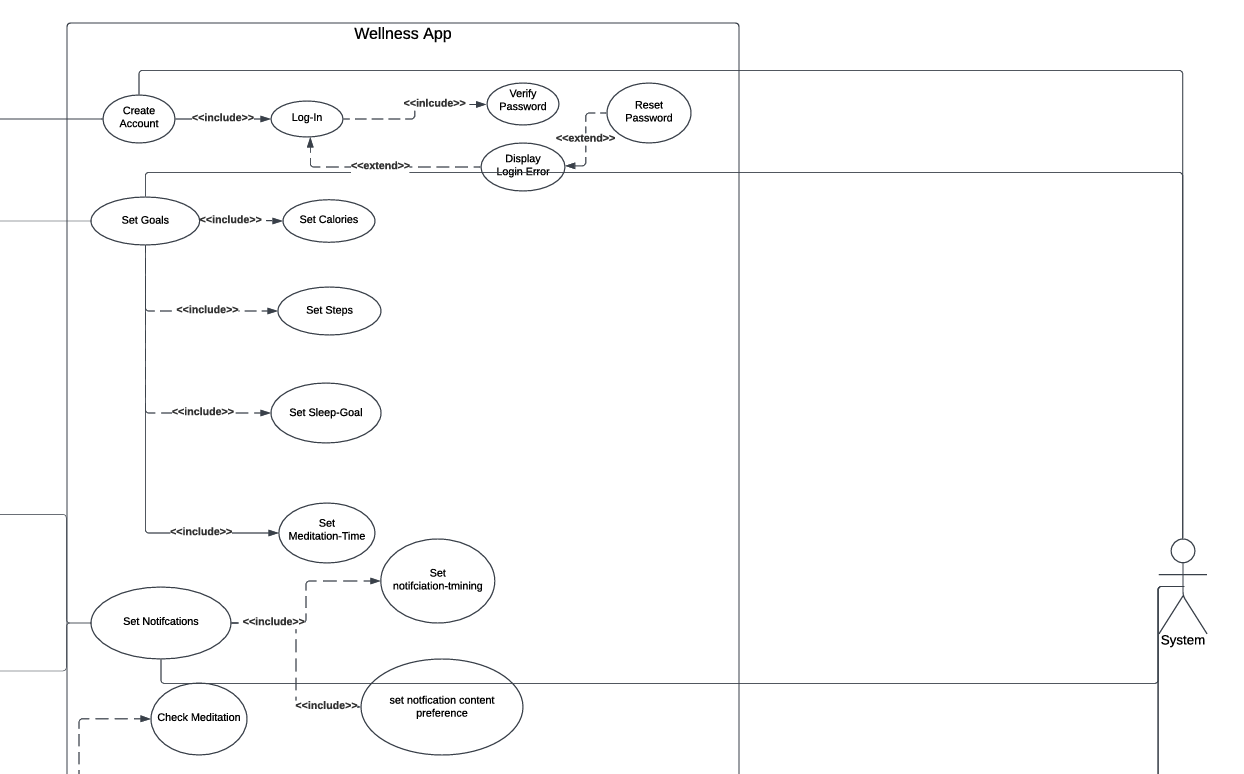 Wellness App
Create
Account
<<include>>
Log-In
<<inlcude>>
Verify
Password
Reset
Password
<<extend>>
Display
Login Error
<<extend>>
Set Goals
<<include>>
Set Calories
<<include>>
Set Steps
<<include>>
Set Sleep-Goal
<<include>>
Set
Meditation-Time
Set
notifciation-tmining
Set Notifcations
<<include>>
System
<<include>>
set notfication content
preference
Check Meditation